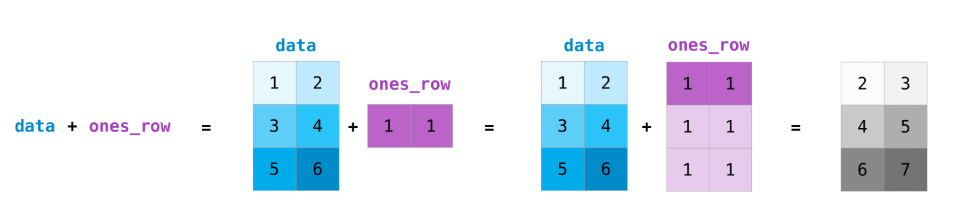 data data
ones_row ones_row
1 2 1 2 1 1 2 3
data + ones_row = 3 4 + 1 1 = 3 4 + 1 1 = 4 5
5 6 5 6 1 1 6 7